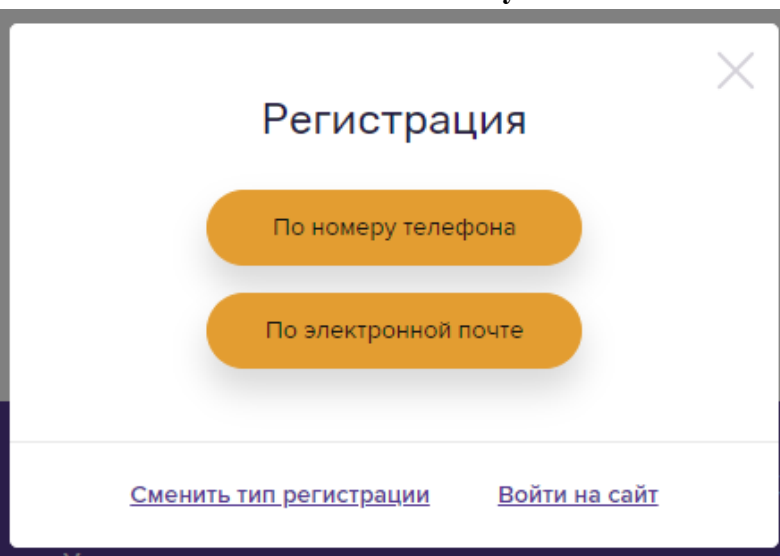 Регистрация
По номеру телефона
По электронной почте
Сменить тип регистрации Войти на сайт